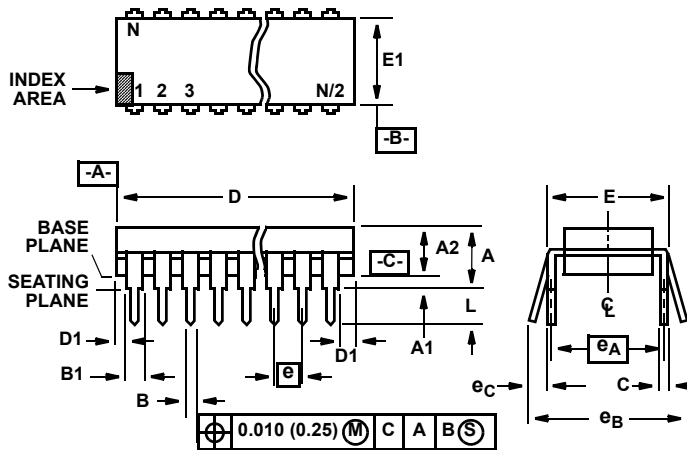 N
INDEX
AREA
1 2 3 N/2
E1
-B-
-A-
D
E
BASE
PLANE
A2
A
-C-
SEATING
PLANE
L
D1
A1
D1
B1
e
B
eA
eC
C
eB
CL
⌖ 0.010 (0.25) Ⓜ C A B Ⓢ